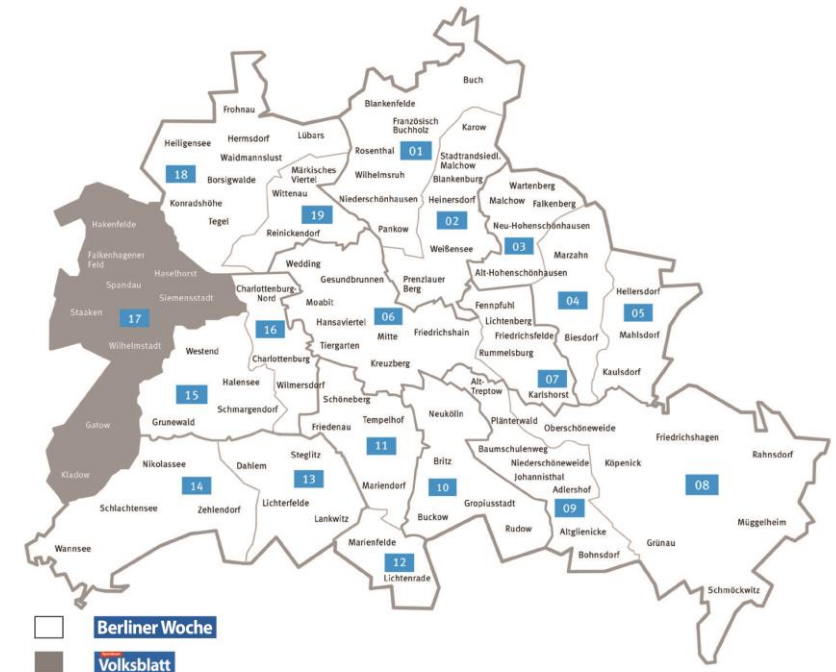 Buch
Blankenfelde
Frohnau
Französisch
Buchholz
Karow
Lübars
Hermsdorf
Heiligensee
Rosenthal
01
Stadtrandsiedl.
Malchow
Waidmannslust
Märkisches
Viertel
Wilhelmsruh
Blankenburg
18
Borsigwalde
Wartenberg
Wittenau
Niederschönhausen
Heinersdorf
Malchow
Falkenberg
Konradshöhe
19
02
Tegel
Hakenfelde
Reinickendorf
Pankow
Neu-Hohenschönhausen
03
Weißensee
Marzahn
Falkenhagener
Feld
Wedding
Haselhorst
Gesundbrunnen
Prenzlauer
Berg
Alt-Hohenschönhausen
Spandau
Charlottenburg-
Nord
Hellersdorf
Siemensstadt
Moabit
Fennpfuhl
04
05
Staaken
17
16
Hansaviertel
06
Lichtenberg
Friedrichshain
Mitte
Friedrichsfelde
Biesdorf
Mahlsdorf
Wilhelmstadt
Tiergarten
Westend
Charlottenburg
Rummelsburg
Kreuzberg
Kaulsdorf
Halensee
Wilmersdorf
Alt-
Treptow
07
15
Schöneberg
Karlshorst
Schmargendorf
Neukölln
Grunewald
Friedenau
Tempelhof
Plänterwald
Oberschöneweide
Gatow
Friedrichshagen
11
Baumschulenweg
Rahnsdorf
Steglitz
Nikolassee
Dahlem
Britz
Niederschöneweide
Köpenick
Kladow
13
Johannisthal
14
Mariendorf
10
Adlershof
08
Lichterfelde
Gropiusstadt
Schlachtensee
Zehlendorf
09
Lankwitz
Buckow
Müggelheim
Rudow
Altglienicke
Marienfelde
Grünau
Wannsee
Bohnsdorf
12
Lichtenrade
Schmöckwitz
Berliner Woche
Volksblatt